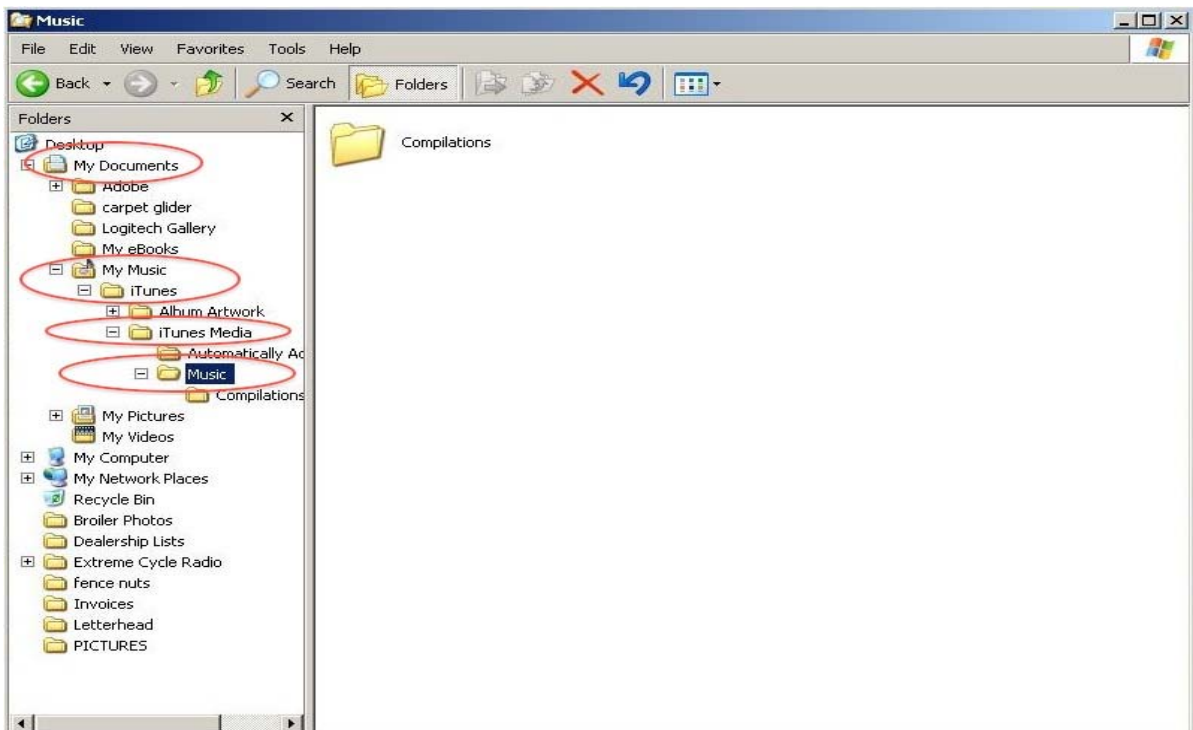 Music
File Edit View Favorites Tools Help
Back Search Folders
Folders
Desktop
My Documents
Adobe
carpet glider
Logitech Gallery
My eBooks
My Music
iTunes
Album Artwork
iTunes Media
Automatically Ad
Music
Compilations
My Pictures
My Videos
My Computer
My Network Places
Recycle Bin
Broiler Photos
Dealership Lists
Extreme Cycle Radio
fence nuts
Invoices
Letterhead
PICTURES
Compilations